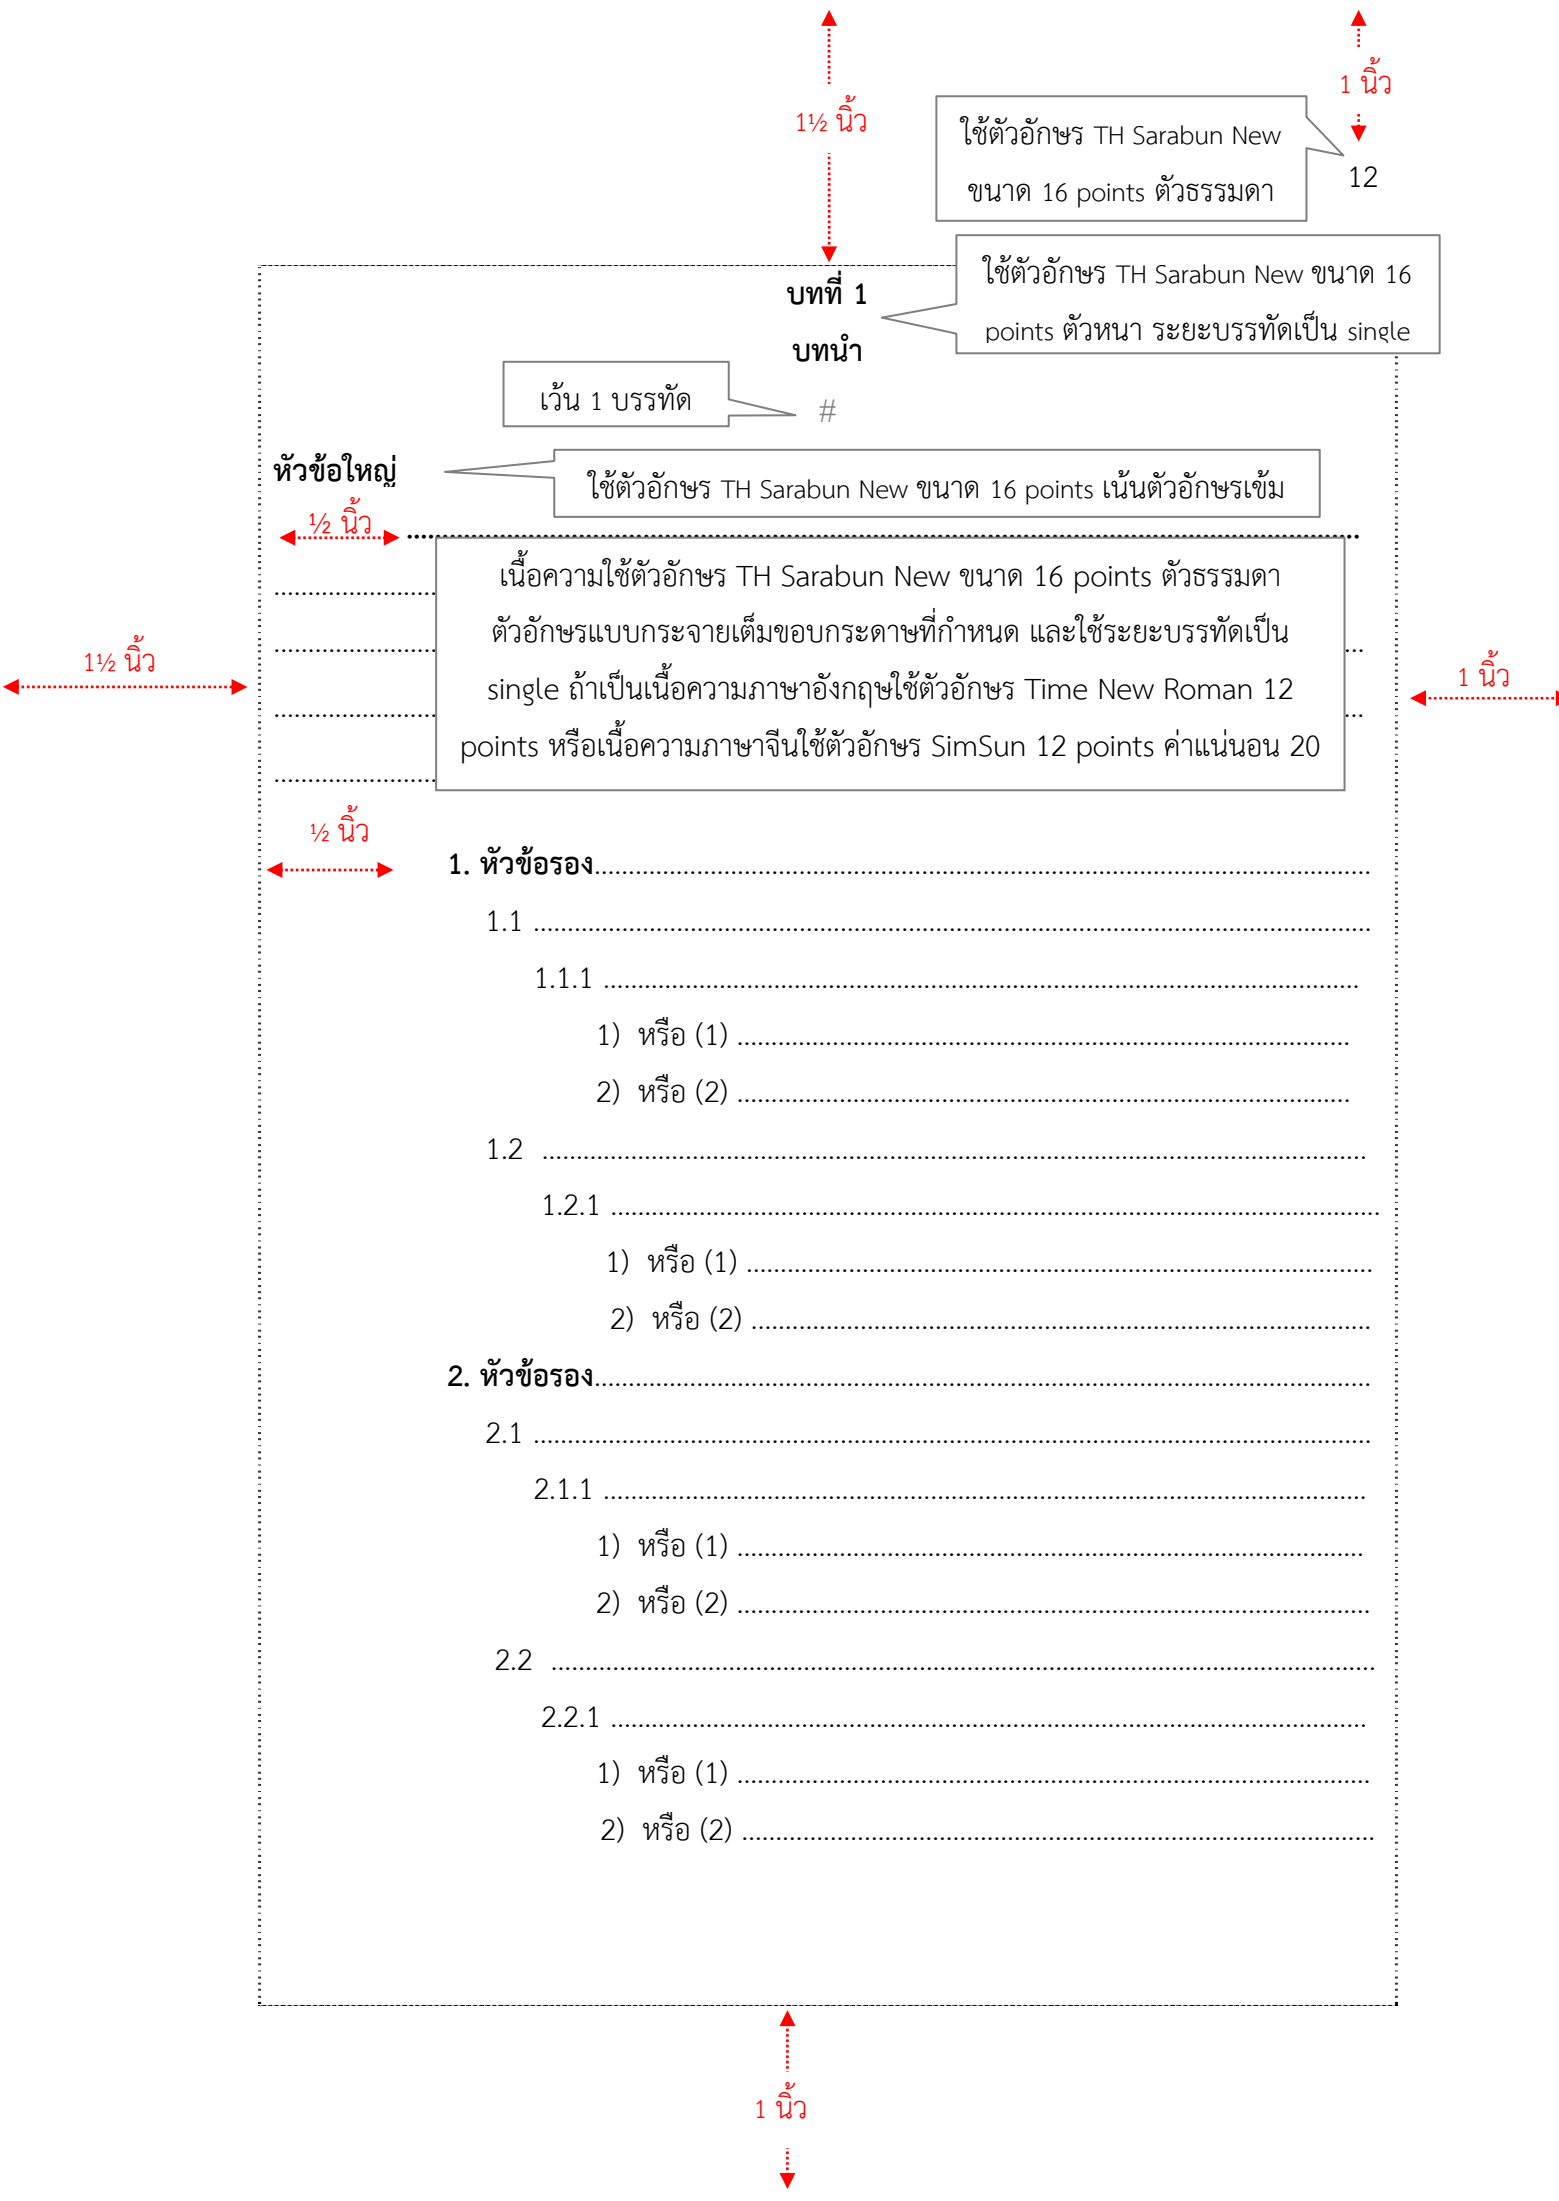 1 นิ้ว
1½ นิ้ว
ใช้ตัวอักษร TH Sarabun New
ขนาด 16 points ตัวธรรมดา
12
บทที่ 1
ใช้ตัวอักษร TH Sarabun New ขนาด 16
points ตัวหนา ระยะบรรทัดเป็น single
บทนำ
เว้น 1 บรรทัด
#
หัวข้อใหญ่
ใช้ตัวอักษร TH Sarabun New ขนาด 16 points เน้นตัวอักษรเข้ม
½ นิ้ว
เนื้อความใช้ตัวอักษร TH Sarabun New ขนาด 16 points ตัวธรรมดา
ตัวอักษรแบบกระจายเต็มขอบกระดาษที่กำหนด และใช้ระยะบรรทัดเป็น
single ถ้าเป็นเนื้อความภาษาอังกฤษใช้ตัวอักษร Time New Roman 12
points หรือเนื้อความภาษาจีนใช้ตัวอักษร SimSun 12 points ค่าแน่นอน 20
1½ นิ้ว
1 นิ้ว
½ นิ้ว
1. หัวข้อรอง....................
1.1 ....................
1.1.1 ....................
1) หรือ (1) ....................
2) หรือ (2) ....................
1.2 ....................
1.2.1 ....................
1) หรือ (1) ....................
2) หรือ (2) ....................
2. หัวข้อรอง....................
2.1 ....................
2.1.1 ....................
1) หรือ (1) ....................
2) หรือ (2) ....................
2.2 ....................
2.2.1 ....................
1) หรือ (1) ....................
2) หรือ (2) ....................
1 นิ้ว